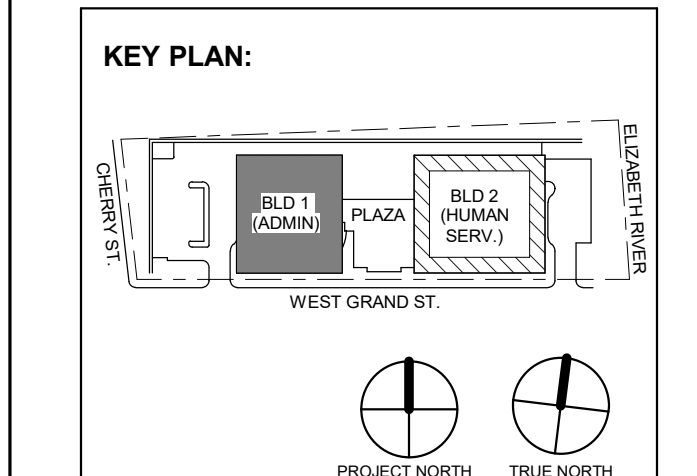 KEY PLAN:
CHERRY ST.
BLD 1
(ADMIN)
PLAZA
BLD 2
(HUMAN
SERV.)
ELIZABETH RIVER
WEST GRAND ST.
PROJECT NORTH
TRUE NORTH